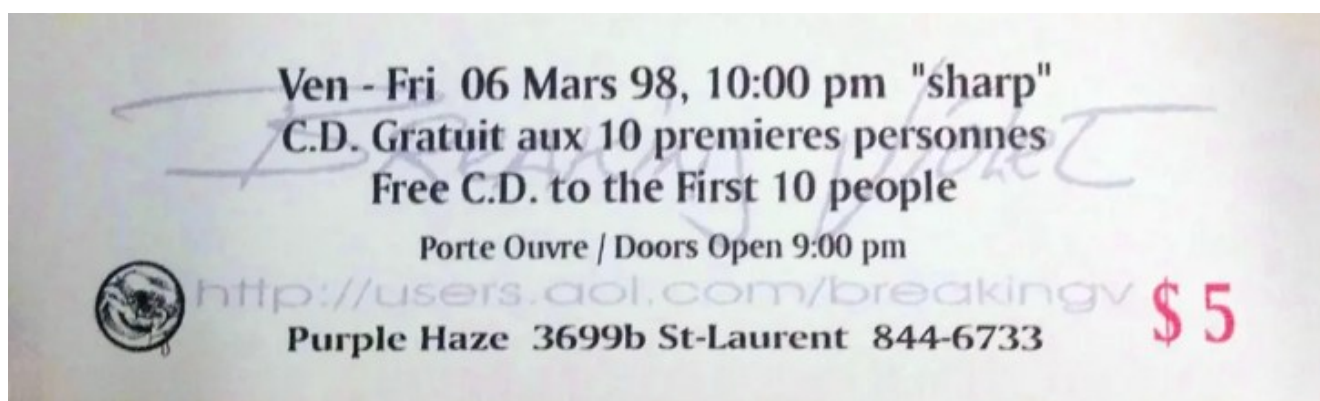 Ven - Fri 06 Mars 98, 10:00 pm "sharp"
Breaking Violet
C.D. Gratuit aux 10 premieres personnes
Free C.D. to the First 10 people
Porte Ouvre / Doors Open 9:00 pm
http://users.aol.com/breakingv
$ 5
Purple Haze 3699b St-Laurent 844-6733